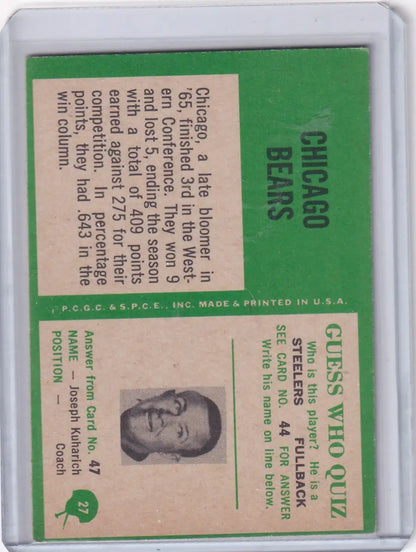 CHICAGO
BEARS
Chicago, a late bloomer in
'65, finished 3rd in the West-
ern Conference. They won 9
and lost 5, ending the season
with a total of 409 points
earned against 275 for their
competition. In percentage
points, they had .643 in the
win column.
P.C.G.C. & S.P.C.E., INC. MADE & PRINTED IN U.S.A.
GUESS WHO QUIZ
Who is this player? He is a
STEELERS FULLBACK
SEE CARD NO. 44 FOR ANSWER
Write his name on line below.
Answer from Card No. 47
NAME — Joseph Kuharich
POSITION — Coach
27